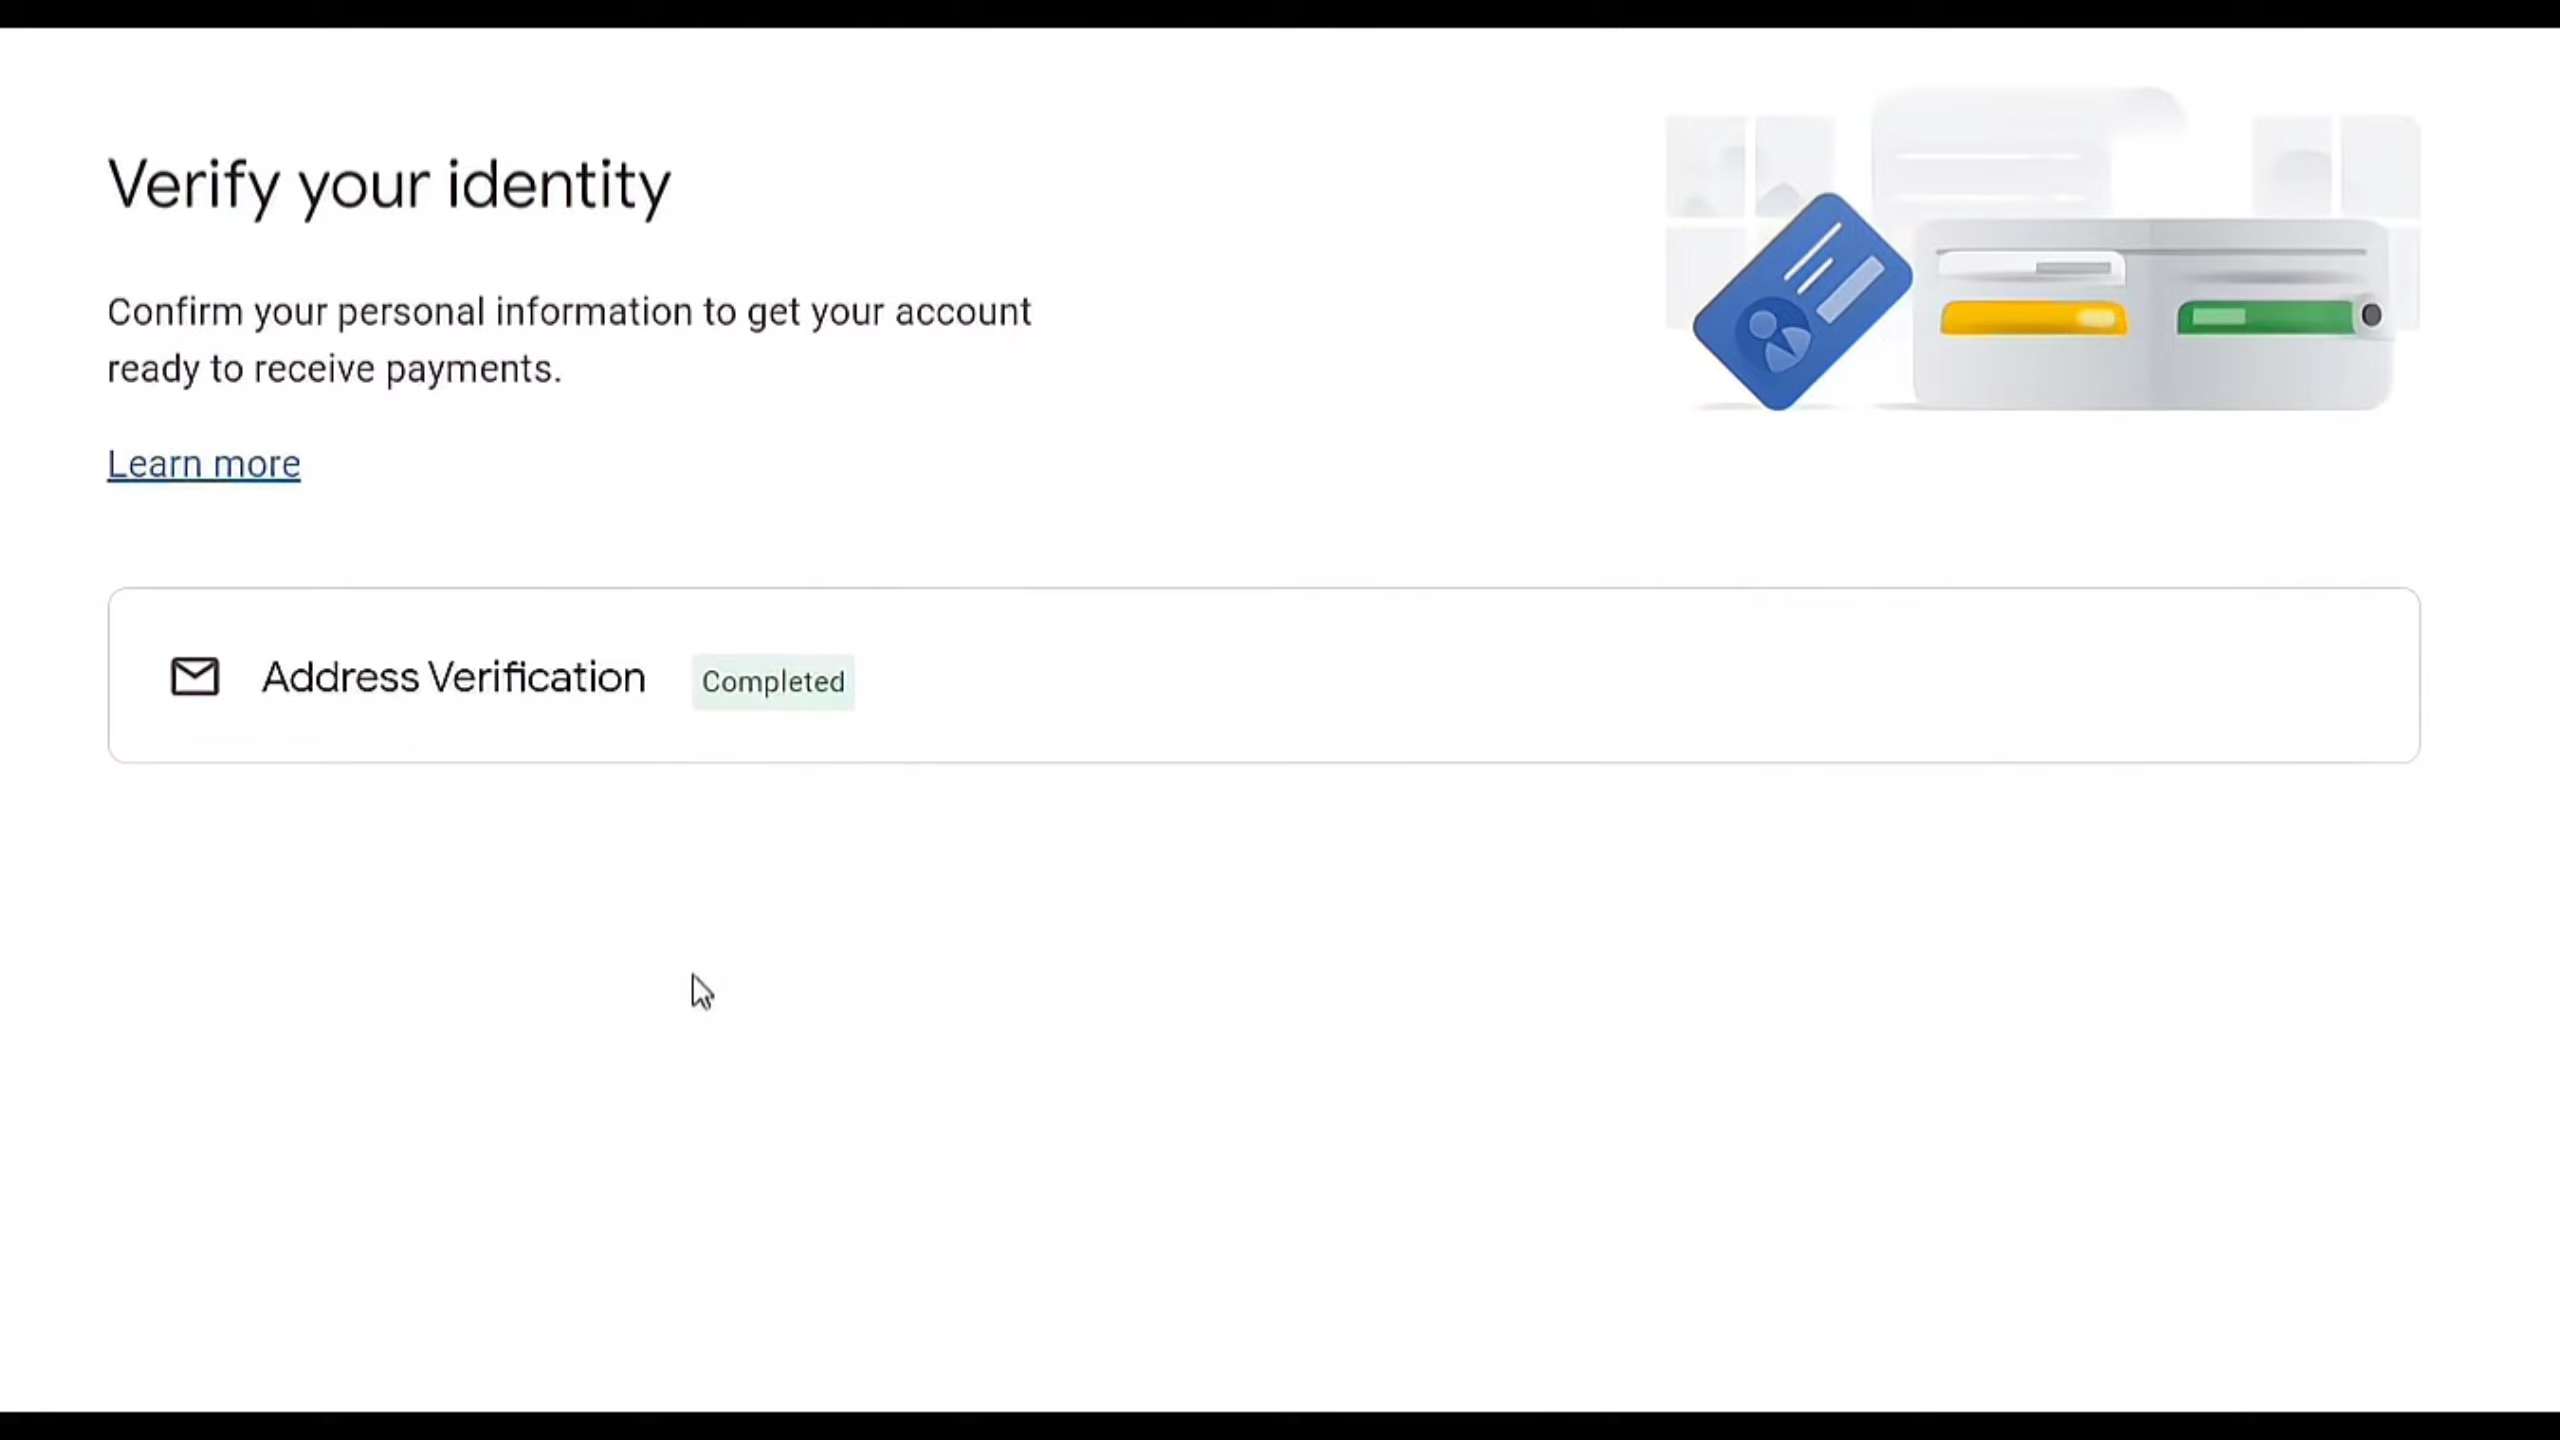 Verify your identity
Confirm your personal information to get your account
ready to receive payments.
Learn more
Address Verification Completed